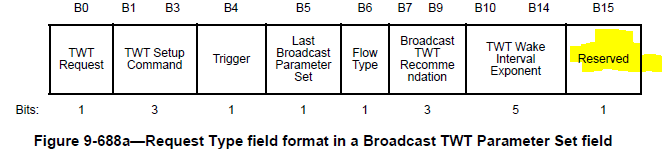 B0 B1 B3 B4 B5 B6 B7 B9 B10 B14 B15
TWT
Request
TWT Setup
Command
Trigger
Last
Broadcast
Parameter
Set
Flow
Type
Broadcast
TWT
Recomme
ndation
TWT Wake
Interval
Exponent
Reserved
Bits: 1 3 1 1 1 3 5 1
Figure 9-688a—Request Type field format in a Broadcast TWT Parameter Set field